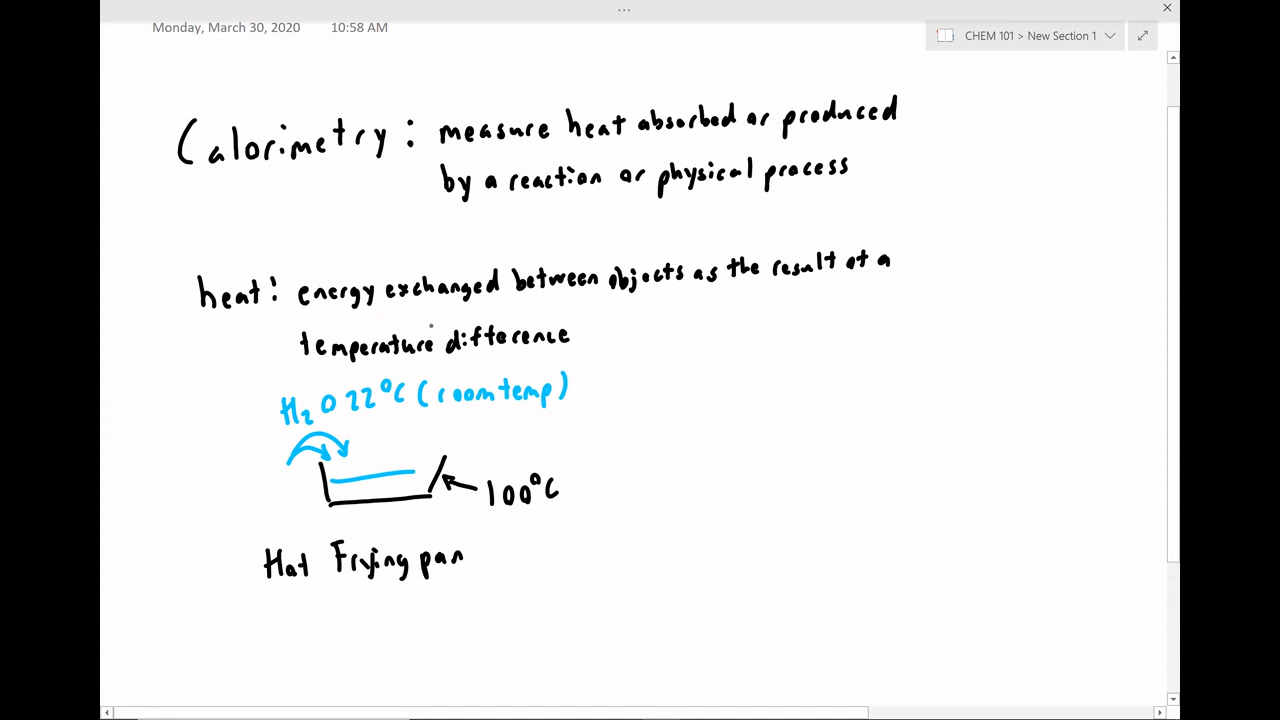 Monday, March 30, 2020 10:58 AM
CHEM 101 > New Section 1
Calorimetry: measure heat absorbed or produced
by a reaction or physical process
heat: energy exchanged between objects as the result of a
temperature difference
H₂O 22°C (room temp)
100°C
Hot Frying pan